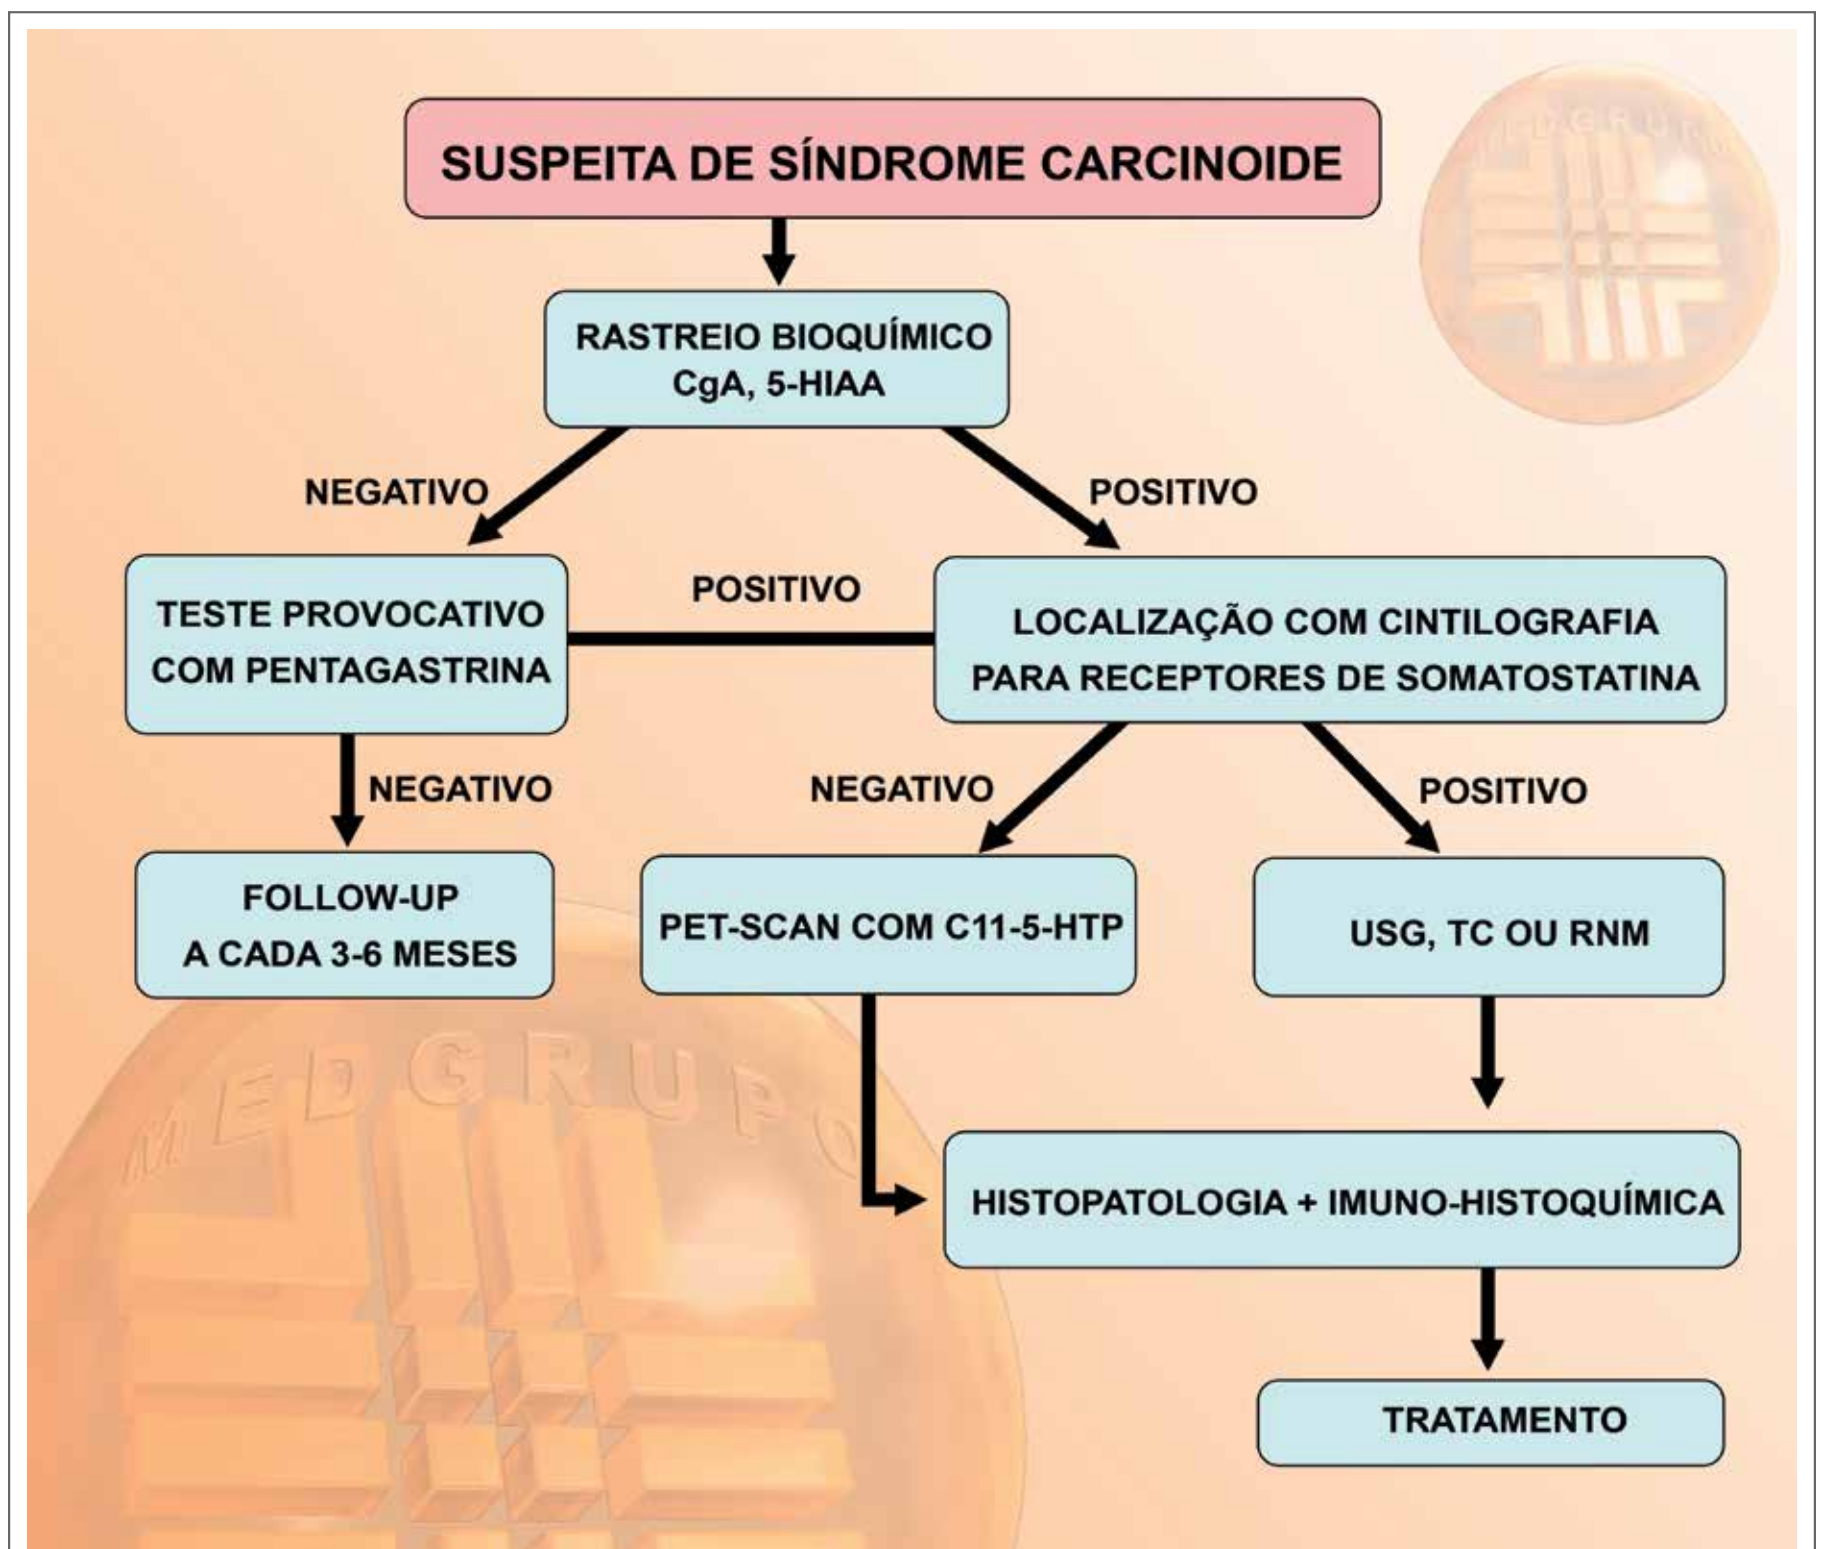 MEDGRUPO
SUSPEITA DE SÍNDROME CARCINOIDE
RASTREIO BIOQUÍMICO
CgA, 5-HIAA
NEGATIVO
POSITIVO
TESTE PROVOCATIVO
COM PENTAGASTRINA
POSITIVO
LOCALIZAÇÃO COM CINTILOGRAFIA
PARA RECEPTORES DE SOMATOSTATINA
NEGATIVO
NEGATIVO
POSITIVO
FOLLOW-UP
A CADA 3-6 MESES
PET-SCAN COM C11-5-HTP
USG, TC OU RNM
MEDGRUPO
HISTOPATOLOGIA + IMUNO-HISTOQUÍMICA
TRATAMENTO